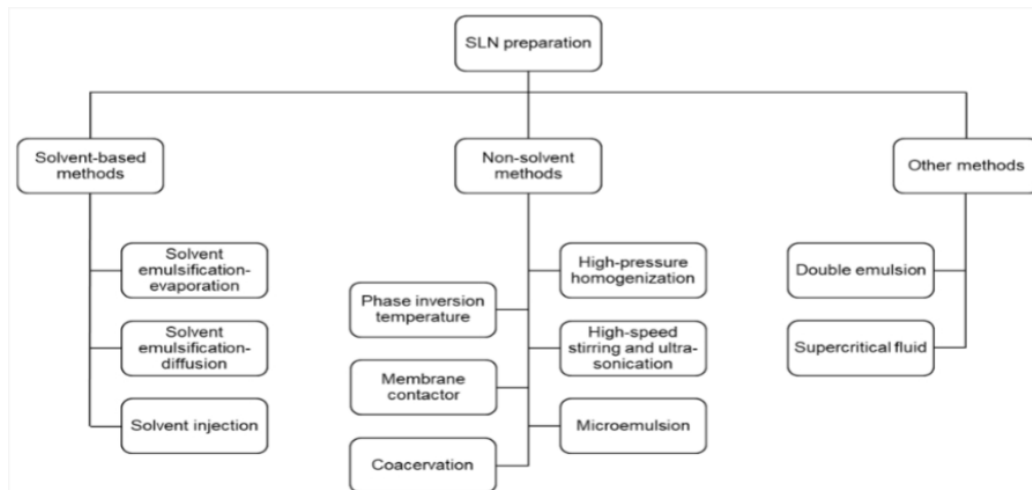 SLN preparation
Solvent-based
methods
Non-solvent
methods
Other methods
Solvent
emulsification-
evaporation
Solvent
emulsification-
diffusion
Solvent injection
Phase inversion
temperature
Membrane
contactor
Coacervation
High-pressure
homogenization
High-speed
stirring and ultra-
sonication
Microemulsion
Double emulsion
Supercritical fluid